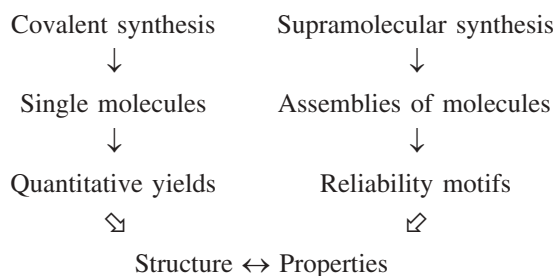 Covalent synthesis Supramolecular synthesis
↓ ↓
Single molecules Assemblies of molecules
↓ ↓
Quantitative yields Reliability motifs
⬂ ⬃
Structure ↔ Properties